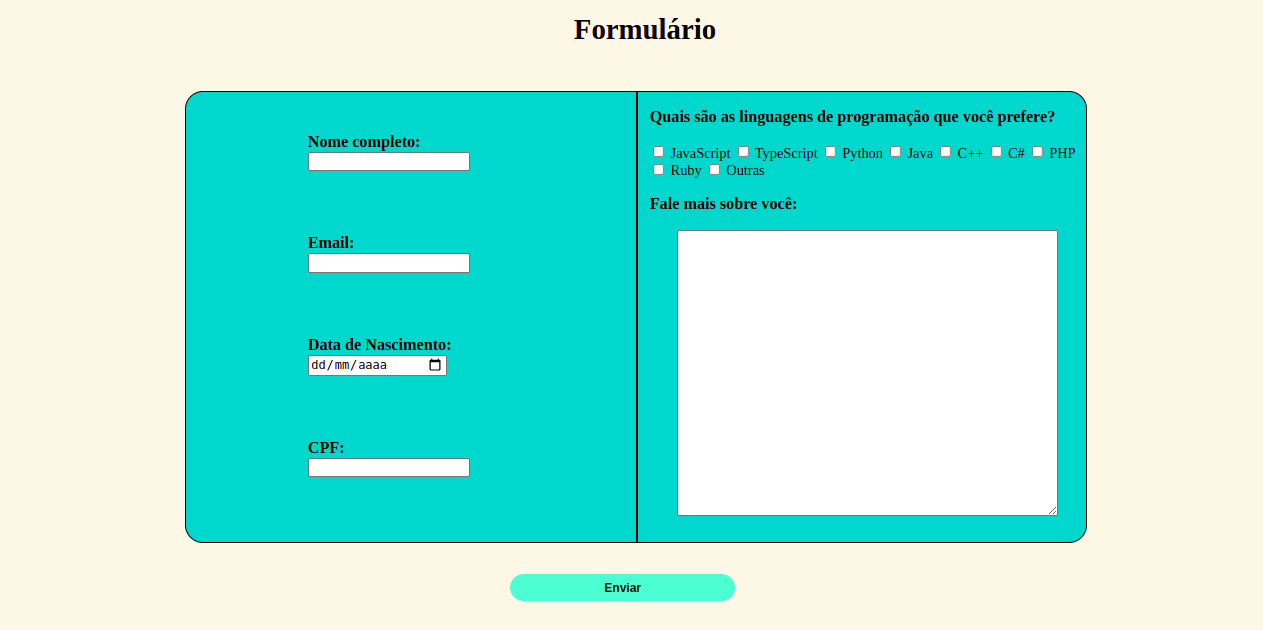 Formulário
Nome completo:
Email:
Data de Nascimento:
dd/mm/aaaa
CPF:
Quais são as linguagens de programação que você prefere?
JavaScript TypeScript Python Java C++ C# PHP
Ruby Outras
Fale mais sobre você:
Enviar